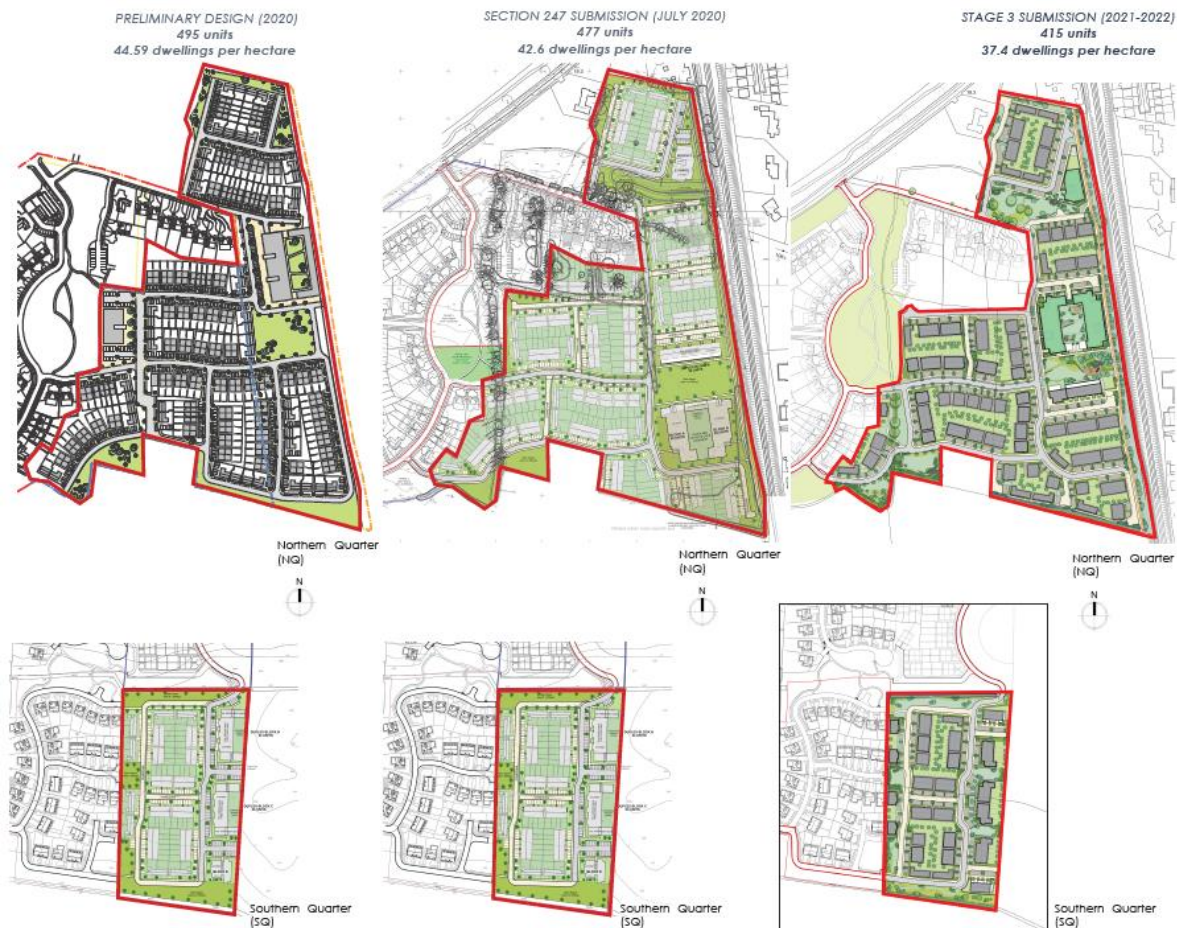 PRELIMINARY DESIGN (2020)
495 units
44.59 dwellings per hectare
SECTION 247 SUBMISSION (JULY 2020)
477 units
42.6 dwellings per hectare
STAGE 3 SUBMISSION (2021-2022)
415 units
37.4 dwellings per hectare
Northern Quarter
(NQ)
N
Northern Quarter
(NQ)
N
Northern Quarter
(NQ)
N
Southern Quarter
(SQ)
Southern Quarter
(SQ)
Southern Quarter
(SQ)